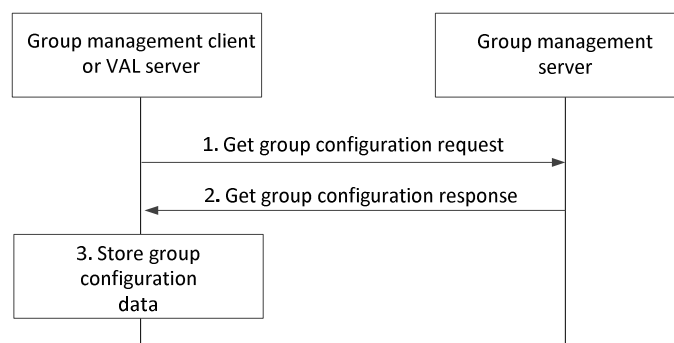 Group management client
or VAL server
Group management
server
1. Get group configuration request
2. Get group configuration response
3. Store group
configuration
data